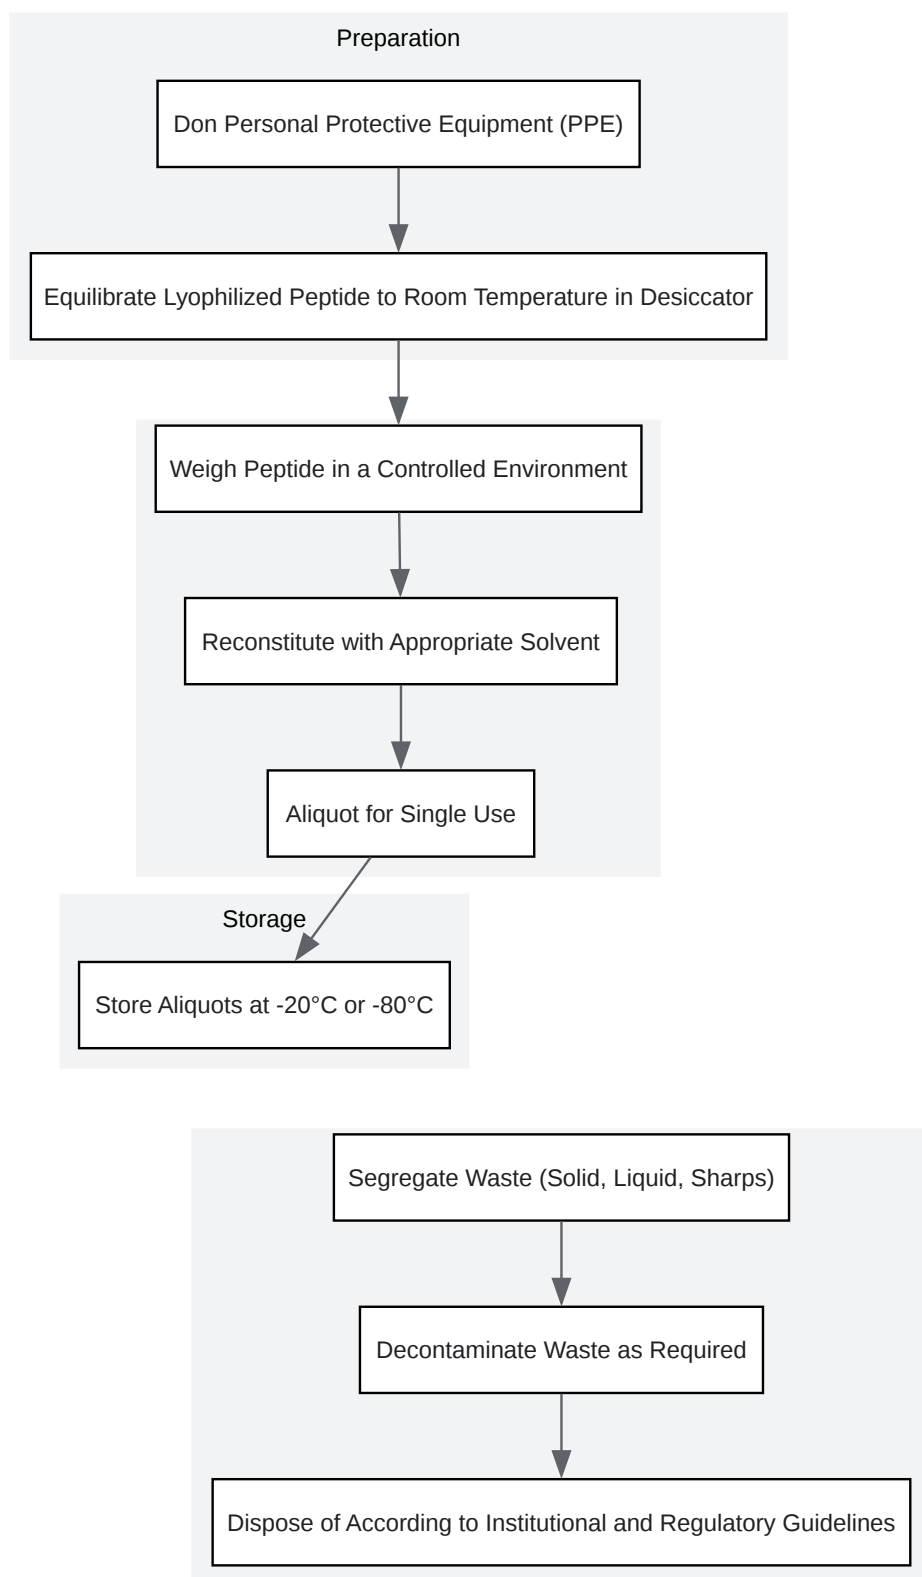 Preparation
Don Personal Protective Equipment (PPE)
Equilibrate Lyophilized Peptide to Room Temperature in Desiccator
Weigh Peptide in a Controlled Environment
Reconstitute with Appropriate Solvent
Aliquot for Single Use
Storage
Store Aliquots at -20°C or -80°C
Segregate Waste (Solid, Liquid, Sharps)
Decontaminate Waste as Required
Dispose of According to Institutional and Regulatory Guidelines